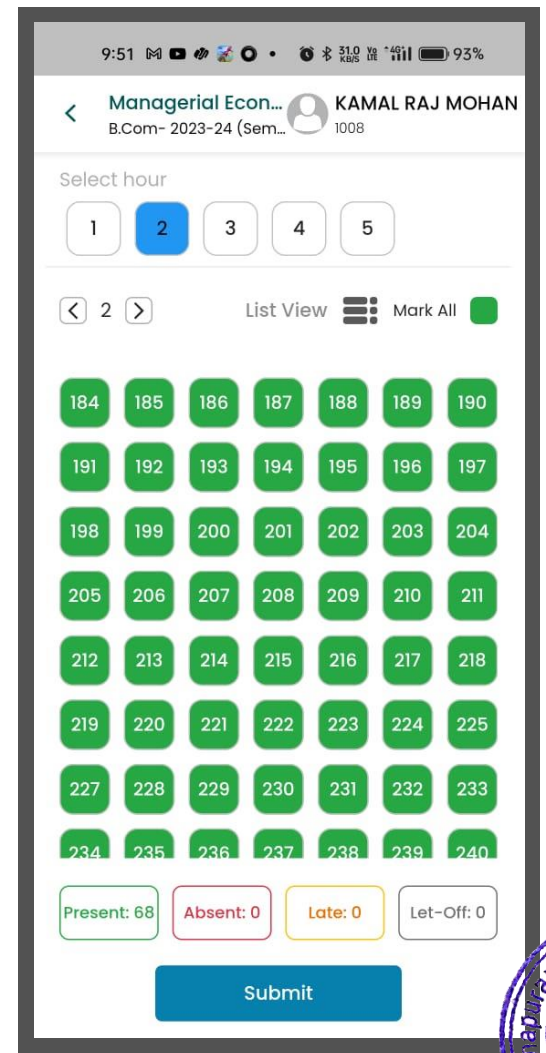 9:51 31.0 KB/S Vo LTE 4G 93%
Managerial Econ... KAMAL RAJ MOHAN
B.Com- 2023-24 (Sem... 1008
Select hour
1 2 3 4 5
2 List View Mark All
184 185 186 187 188 189 190
191 192 193 194 195 196 197
198 199 200 201 202 203 204
205 206 207 208 209 210 211
212 213 214 215 216 217 218
219 220 221 222 223 224 225
227 228 229 230 231 232 233
234 235 236 237 238 239 240
Present: 68 Absent: 0 Late: 0 Let-Off: 0
Submit